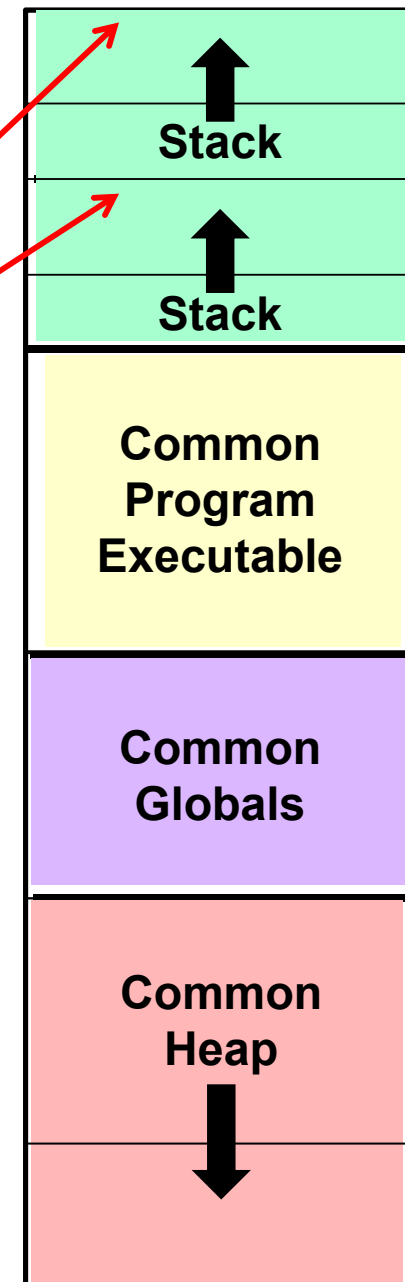 Stack
Stack
Common
Program
Executable
Common
Globals
Common
Heap